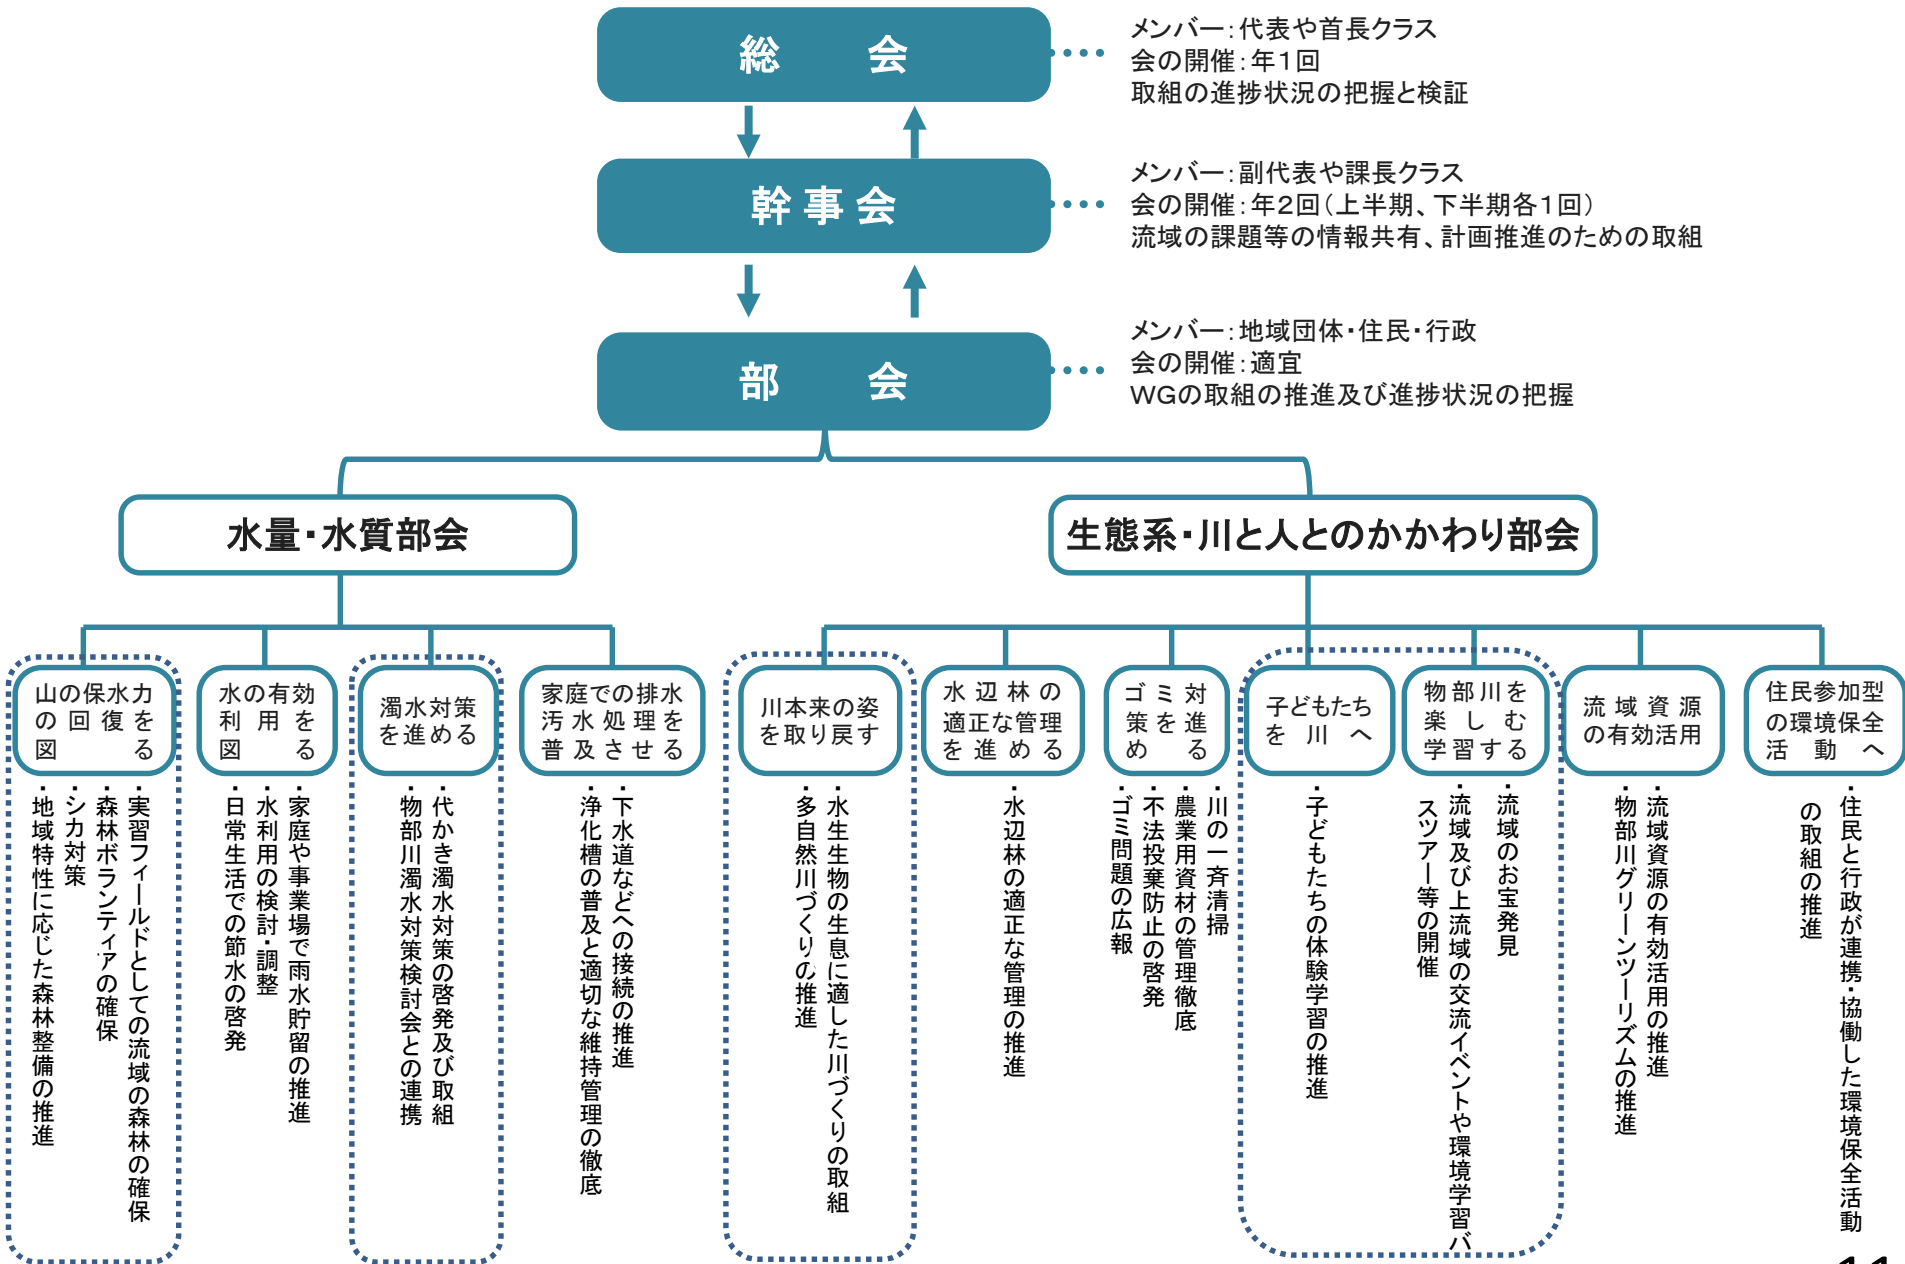 総会
メンバー：代表や首長クラス
会の開催：年1回
取組の進捗状況の把握と検証
幹事会
メンバー：副代表や課長クラス
会の開催：年2回（上半期、下半期各1回）
流域の課題等の情報共有、計画推進のための取組
部会
メンバー：地域団体・住民・行政
会の開催：適宜
WGの取組の推進及び進捗状況の把握
水量・水質部会
生態系・川と人とのかかわり部会
山の保水力
の回復を
図る
・実習フィールドとしての流域の森林の確保
・森林ボランティアの確保
・シカ対策
・地域特性に応じた森林整備の推進
水の有効
利用を
図る
・家庭や事業場で雨水貯留の推進
・水利用の検討・調整
・日常生活での節水の啓発
濁水対策
を進める
・代かき濁水対策の啓発及び取組
・物部川濁水対策検討会との連携
家庭での排水
汚水処理を
普及させる
・下水道などへの接続の推進
・浄化槽の普及と適切な維持管理の徹底
川本来の姿
を取り戻す
・水生生物の生息に適した川づくりの取組
・多自然川づくりの推進
水辺林の
適正な管理
を進める
・水辺林の適正な管理の推進
ゴミ対
策を進
める
・川の一斉清掃
・農業用資材の管理徹底
・不法投棄防止の啓発
・ゴミ問題の広報
子どもたち
を川へ
・子どもたちの体験学習の推進
物部川を
楽しむ
学習する
・流域のお宝発見
・流域及び上流域の交流イベントや環境学習バ
スツアー等の開催
流域資源
の有効活用
・流域資源の有効活用の推進
・物部川グリーンツーリズムの推進
住民参加型
の環境保全
活動へ
・住民と行政が連携・協働した環境保全活動
の取組の推進
11